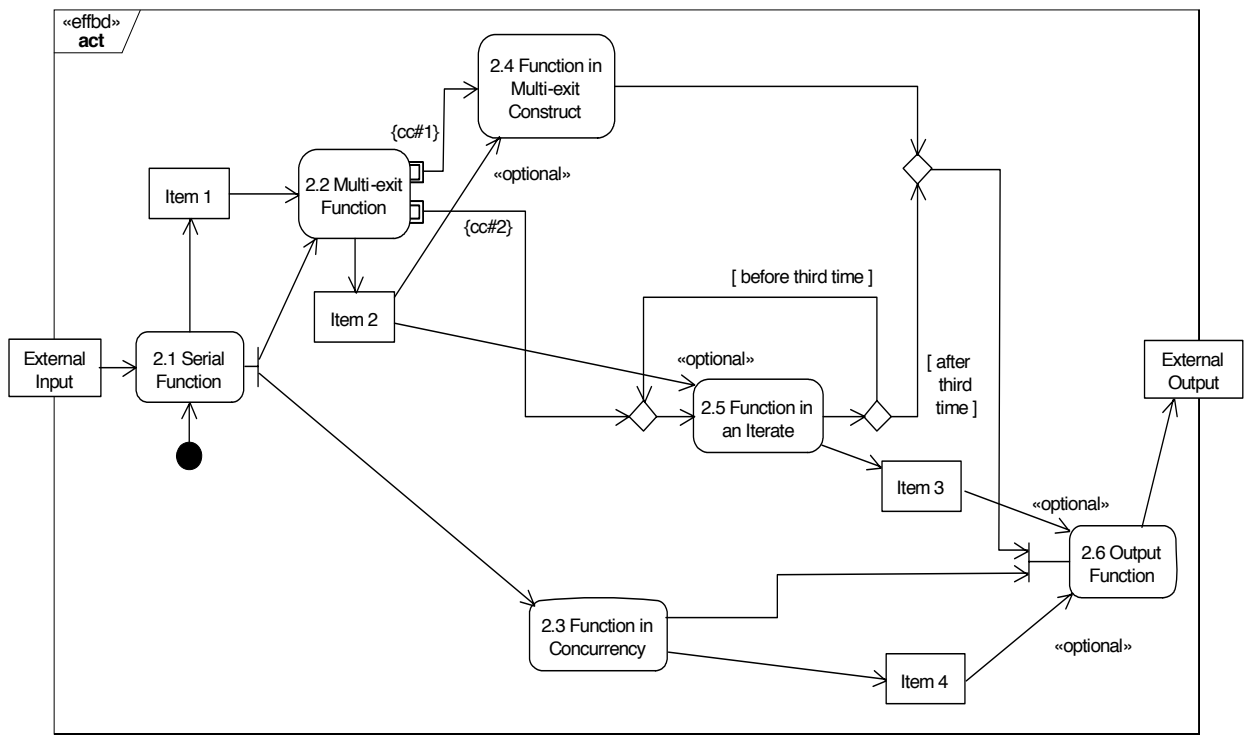 «effbd»
act
2.4 Function in
Multi-exit
Construct
{cc#1}
«optional»
2.2 Multi-exit
Function
Item 1
{cc#2}
[ before third time ]
Item 2
External
Input
2.1 Serial
Function
«optional»
[ after
third
time ]
External
Output
2.5 Function in
an Iterate
Item 3
«optional»
2.6 Output
Function
2.3 Function in
Concurrency
«optional»
Item 4